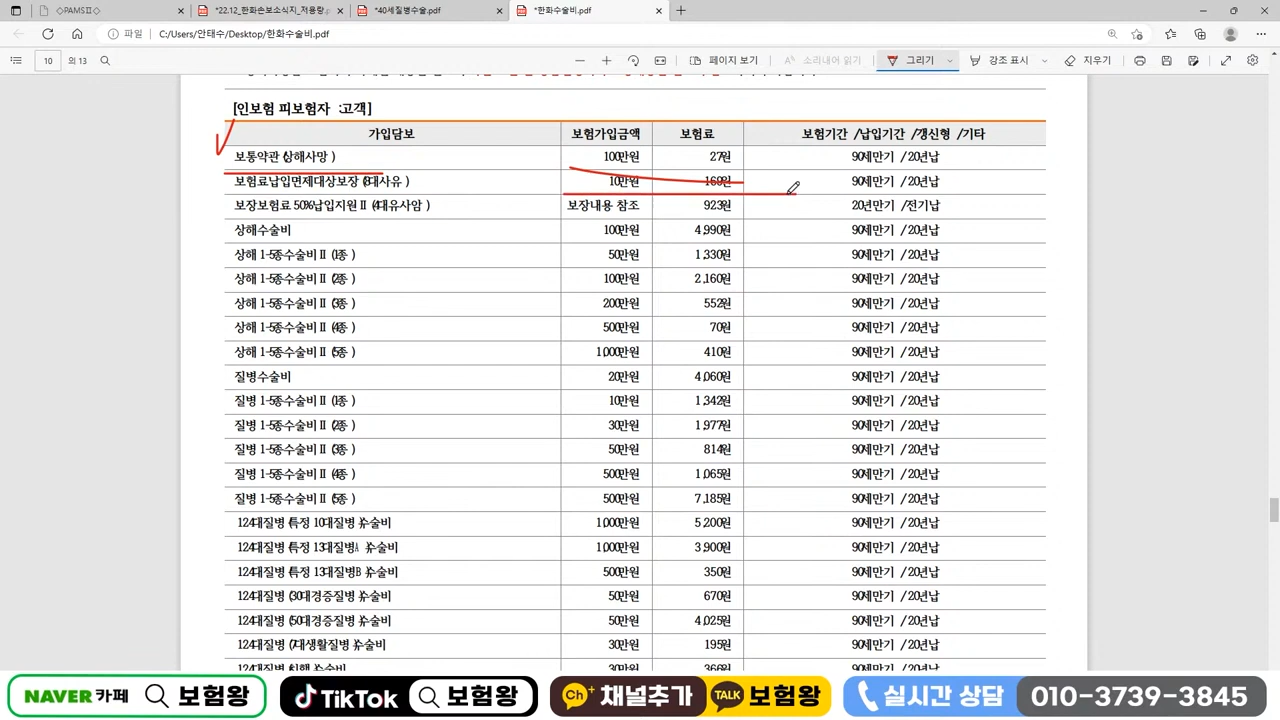 ◇PAMSⅡ◇
*22.12_한화손보소식지_저용량.p
*40세질병수술.pdf
*한화수술비.pdf
파일 C:/Users/안태수/Desktop/한화수술비.pdf
10 의 13
페이지 보기
소리내어 읽기
그리기
강조 표시
지우기
[인보험 피보험자 :고객]
가입담보 보험가입금액 보험료 보험기간 /납입기간 /갱신형 /기타
보통약관 (상해사망 ) 100만원 27원 90세만기 / 20년납
보험료납입면제대상보장 (8대사유 ) 10만원 169원 90세만기 / 20년납
보장보험료 50%납입지원Ⅱ (4대유사암 ) 보장내용 참조 923원 20년만기 /전기납
상해수술비 100만원 4,990원 90세만기 / 20년납
상해 1-5종수술비Ⅱ (1종 ) 50만원 1,330원 90세만기 / 20년납
상해 1-5종수술비Ⅱ (2종 ) 100만원 2,160원 90세만기 / 20년납
상해 1-5종수술비Ⅱ (3종 ) 200만원 552원 90세만기 / 20년납
상해 1-5종수술비Ⅱ (4종 ) 500만원 70원 90세만기 / 20년납
상해 1-5종수술비Ⅱ (5종 ) 1,000만원 410원 90세만기 / 20년납
질병수술비 20만원 4,060원 90세만기 / 20년납
질병 1-5종수술비Ⅱ (1종 ) 10만원 1,342원 90세만기 / 20년납
질병 1-5종수술비Ⅱ (2종 ) 30만원 1,977원 90세만기 / 20년납
질병 1-5종수술비Ⅱ (3종 ) 50만원 814원 90세만기 / 20년납
질병 1-5종수술비Ⅱ (4종 ) 500만원 1,065원 90세만기 / 20년납
질병 1-5종수술비Ⅱ (5종 ) 500만원 7,185원 90세만기 / 20년납
124대질병 (특정 10대질병 )수술비 1,000만원 5,200원 90세만기 / 20년납
124대질병 (특정 13대질병A )수술비 1,000만원 3,900원 90세만기 / 20년납
124대질병 (특정 13대질병B )수술비 500만원 350원 90세만기 / 20년납
124대질병 (30대경증질병 )수술비 50만원 670원 90세만기 / 20년납
124대질병 (50대경증질병 )수술비 50만원 4,025원 90세만기 / 20년납
124대질병 (7대생활질병 )수술비 30만원 195원 90세만기 / 20년납
NAVER 카페 보험왕
TikTok 보험왕
Ch+ 채널추가 TALK 보험왕
실시간 상담 010-3739-3845